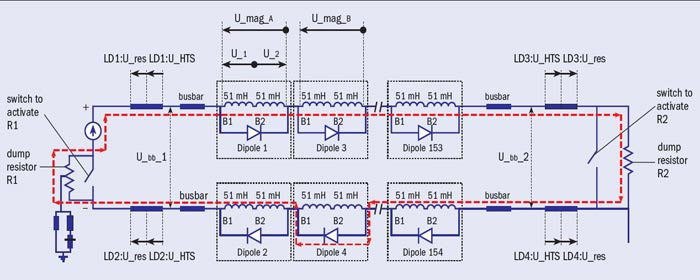 U_mag_A U_mag_B
U_1 U_2
LD1:U_res LD1:U_HTS LD3:U_HTS LD3:U_res
switch to
activate
R1
+
busbar
51 mH 51 mH 51 mH 51 mH 51 mH 51 mH
busbar
switch to
activate
R2
B1 B2 B1 B2 B1 B2
Dipole 1 Dipole 3 Dipole 153
dump
resistor
R1
U_bb_1 U_bb_2
dump
resistor
R2
busbar
51 mH 51 mH 51 mH 51 mH 51 mH 51 mH
busbar
–
B1 B2 B1 B2 B1 B2
Dipole 2 Dipole 4 Dipole 154
LD2:U_res LD2:U_HTS LD4:U_HTS LD4:U_res